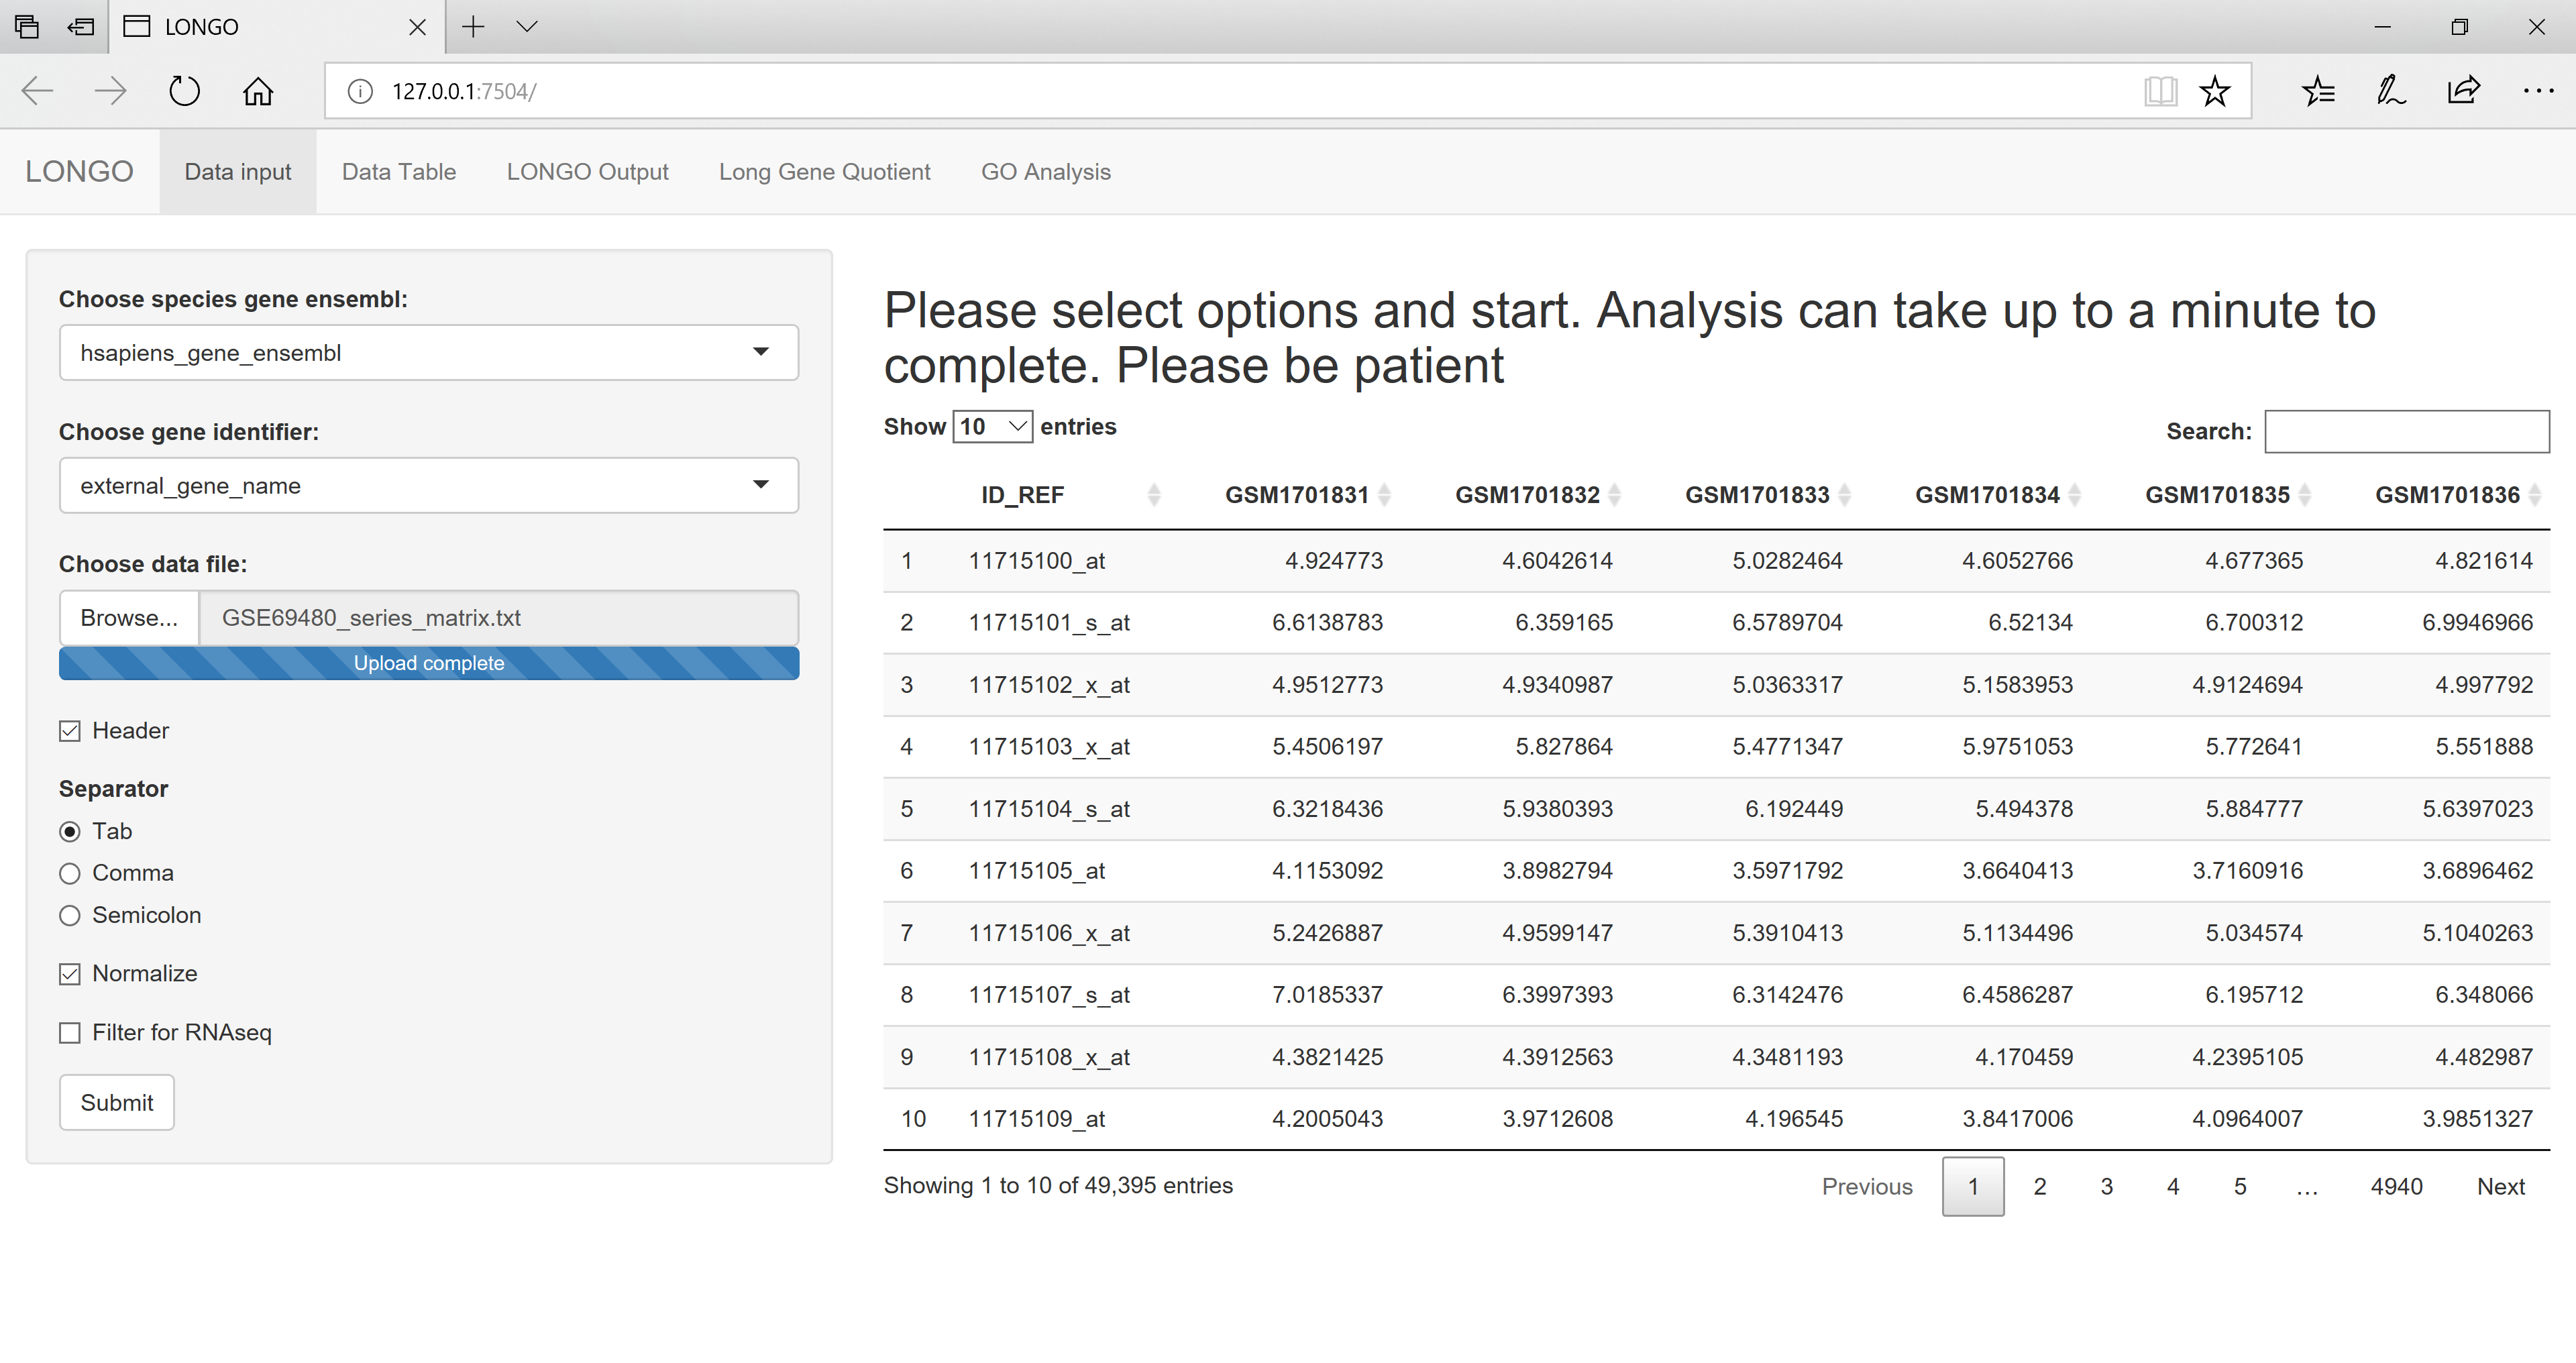 LONGO
127.0.0.1:7504/
LONGO Data input Data Table LONGO Output Long Gene Quotient GO Analysis
Choose species gene ensembl:
hsapiens_gene_ensembl
Choose gene identifier:
external_gene_name
Choose data file:
Browse... GSE69480_series_matrix.txt
Upload complete
Header
Separator
Tab
Comma
Semicolon
Normalize
Filter for RNAseq
Submit
Please select options and start. Analysis can take up to a minute to
complete. Please be patient
Show 10 entries Search:
ID_REF GSM1701831 GSM1701832 GSM1701833 GSM1701834 GSM1701835 GSM1701836
1 11715100_at 4.924773 4.6042614 5.0282464 4.6052766 4.677365 4.821614
2 11715101_s_at 6.6138783 6.359165 6.5789704 6.52134 6.700312 6.9946966
3 11715102_x_at 4.9512773 4.9340987 5.0363317 5.1583953 4.9124694 4.997792
4 11715103_x_at 5.4506197 5.827864 5.4771347 5.9751053 5.772641 5.551888
5 11715104_s_at 6.3218436 5.9380393 6.192449 5.494378 5.884777 5.6397023
6 11715105_at 4.1153092 3.8982794 3.5971792 3.6640413 3.7160916 3.6896462
7 11715106_x_at 5.2426887 4.9599147 5.3910413 5.1134496 5.034574 5.1040263
8 11715107_s_at 7.0185337 6.3997393 6.3142476 6.4586287 6.195712 6.348066
9 11715108_x_at 4.3821425 4.3912563 4.3481193 4.170459 4.2395105 4.482987
10 11715109_at 4.2005043 3.9712608 4.196545 3.8417006 4.0964007 3.9851327
Showing 1 to 10 of 49,395 entries Previous 1 2 3 4 5 ... 4940 Next